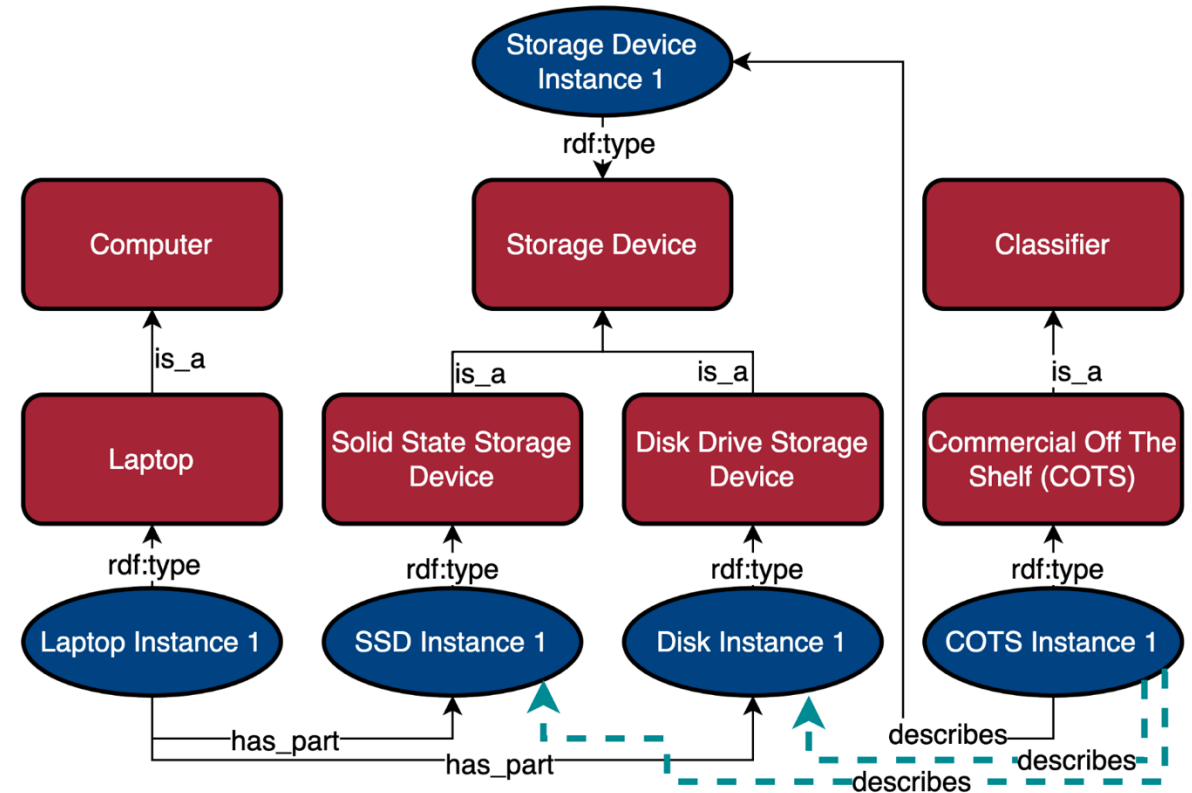 Storage Device
Instance 1
rdf:type
Computer
Storage Device
Classifier
is_a
is_a
is_a
is_a
Laptop
Solid State Storage
Device
Disk Drive Storage
Device
Commercial Off The
Shelf (COTS)
rdf:type
rdf:type
rdf:type
rdf:type
Laptop Instance 1
SSD Instance 1
Disk Instance 1
COTS Instance 1
has_part
has_part
describes
describes
describes